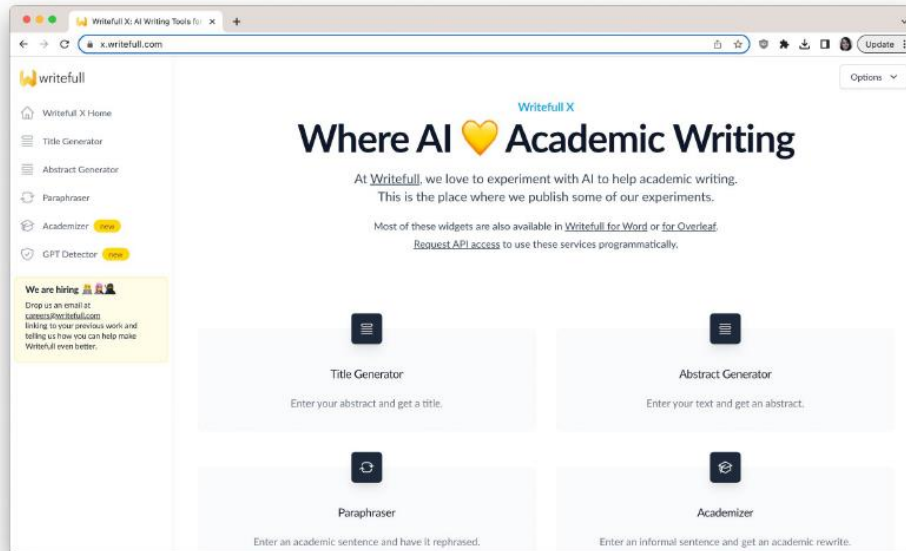 Writefull X: AI Writing Tools for
x.writefull.com
Update
writefull
Options
Writefull X Home
Title Generator
Abstract Generator
Paraphraser
Academizer new
GPT Detector new
We are hiring
Drop us an email at
careers@writefull.com
linking to your previous work and
telling us how you can help make
Writefull even better.
Writefull X
Where AI 💛 Academic Writing
At Writefull, we love to experiment with AI to help academic writing.
This is the place where we publish some of our experiments.
Most of these widgets are also available in Writefull for Word or for Overleaf.
Request API access to use these services programmatically.
Title Generator
Enter your abstract and get a title.
Abstract Generator
Enter your text and get an abstract.
Paraphraser
Enter an academic sentence and have it rephrased.
Academizer
Enter an informal sentence and get an academic rewrite.